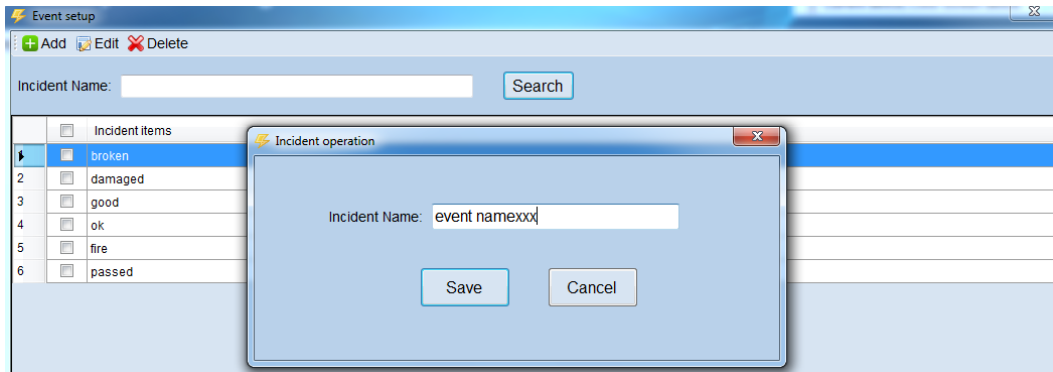 Event setup
Add Edit Delete
Incident Name: Search
Incident items
broken
2 damaged
3 good
4 ok
5 fire
6 passed
Incident operation
Incident Name: event namexxx
Save Cancel